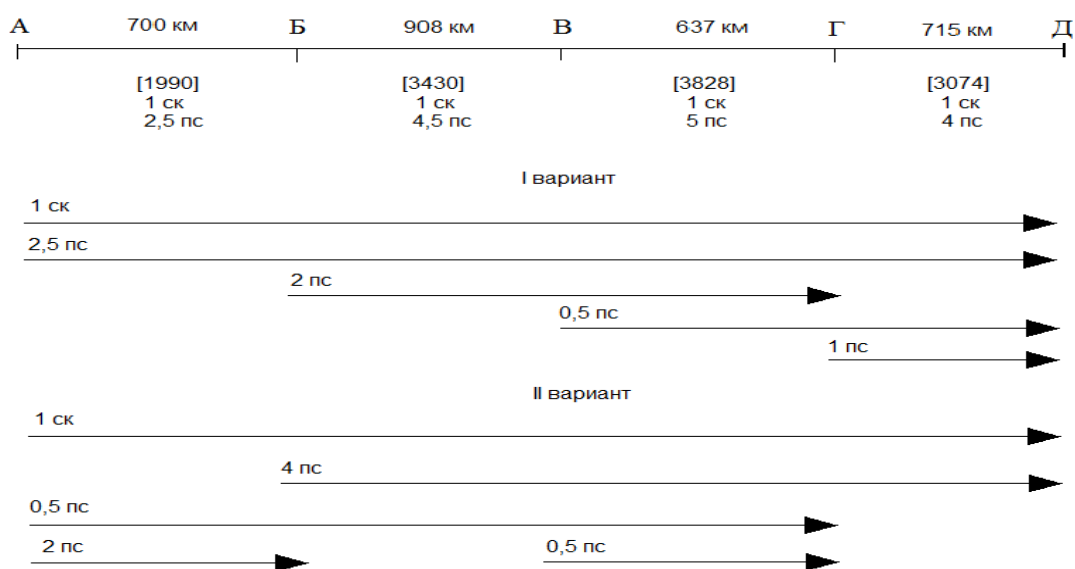 А 700 км Б 908 км В 637 км Г 715 км Д
[1990] [3430] [3828] [3074]
1 ск 1 ск 1 ск 1 ск
2,5 пс 4,5 пс 5 пс 4 пс
I вариант
1 ск
2,5 пс
2 пс
0,5 пс
1 пс
II вариант
1 ск
4 пс
0,5 пс
2 пс 0,5 пс